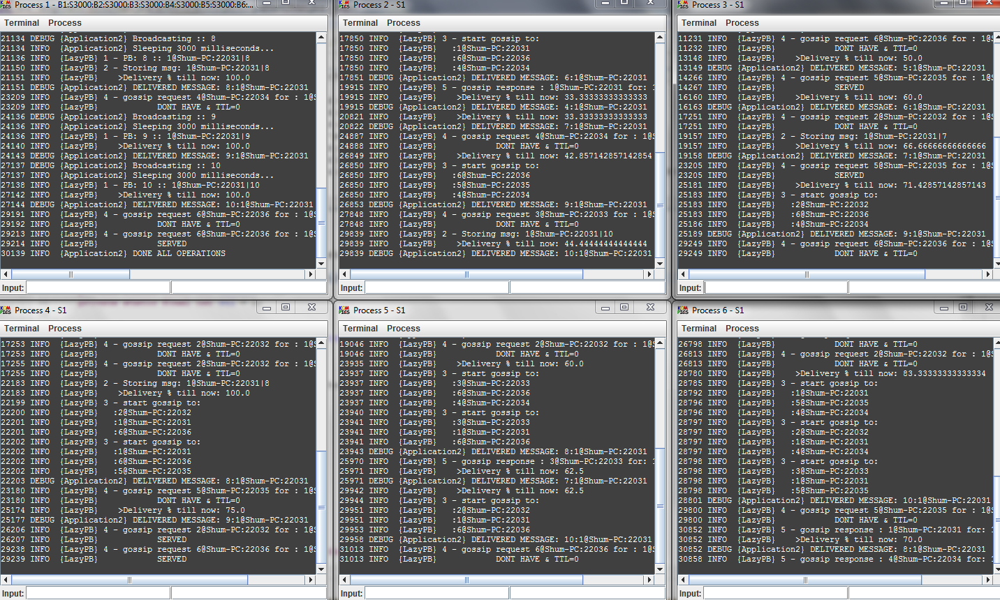 Process 1 - B1:S3000:B2:S3000:B3:S3000:B4:S3000:B5:S3000:B6:...
Terminal Process
21134 DEBUG {Application2} Broadcasting :: 8
21134 INFO {Application2} Sleeping 3000 milliseconds...
21136 INFO {LazyPB} 1 - PB: 8 :: 1@Shum-PC:22031|8
21150 INFO {LazyPB} 2 - Storing msg: 1@Shum-PC:22031|8
21151 INFO {LazyPB} >Delivery % till now: 100.0
21151 DEBUG {Application2} DELIVERED MESSAGE: 8:1@Shum-PC:22031
23209 INFO {LazyPB} 4 - gossip request 4@Shum-PC:22034 for : 1@S
23209 INFO {LazyPB} DONT HAVE & TTL=0
24136 DEBUG {Application2} Broadcasting :: 9
24136 INFO {Application2} Sleeping 3000 milliseconds...
24136 INFO {LazyPB} 1 - PB: 9 :: 1@Shum-PC:22031|9
24140 INFO {LazyPB} >Delivery % till now: 100.0
24143 DEBUG {Application2} DELIVERED MESSAGE: 9:1@Shum-PC:22031
27137 DEBUG {Application2} Broadcasting :: 10
27137 INFO {Application2} Sleeping 3000 milliseconds...
27138 INFO {LazyPB} 1 - PB: 10 :: 1@Shum-PC:22031|10
27142 INFO {LazyPB} >Delivery % till now: 100.0
27144 DEBUG {Application2} DELIVERED MESSAGE: 10:1@Shum-PC:22031
29191 INFO {LazyPB} 4 - gossip request 6@Shum-PC:22036 for : 1@S
29192 INFO {LazyPB} DONT HAVE & TTL=0
29213 INFO {LazyPB} 4 - gossip request 6@Shum-PC:22036 for : 1@S
29214 INFO {LazyPB} SERVED
30139 INFO {Application2} DONE ALL OPERATIONS
Input:
Process 2 - S1
Terminal Process
17850 INFO {LazyPB} 3 - start gossip to:
17850 INFO {LazyPB} :1@Shum-PC:22031
17850 INFO {LazyPB} :6@Shum-PC:22036
17850 INFO {LazyPB} :4@Shum-PC:22034
17851 DEBUG {Application2} DELIVERED MESSAGE: 6:1@Shum-PC:22031
19915 INFO {LazyPB} 5 - gossip response : 1@Shum-PC:22031 for: 1
19915 INFO {LazyPB} >Delivery % till now: 33.33333333333333
19915 DEBUG {Application2} DELIVERED MESSAGE: 4:1@Shum-PC:22031
20821 INFO {LazyPB} >Delivery % till now: 33.33333333333333
20822 DEBUG {Application2} DELIVERED MESSAGE: 7:1@Shum-PC:22031
24887 INFO {LazyPB} 4 - gossip request 4@Shum-PC:22034 for : 1@S
24888 INFO {LazyPB} DONT HAVE & TTL=0
26849 INFO {LazyPB} >Delivery % till now: 42.857142857142854
26850 INFO {LazyPB} 3 - start gossip to:
26850 INFO {LazyPB} :6@Shum-PC:22036
26850 INFO {LazyPB} :5@Shum-PC:22035
26850 INFO {LazyPB} :4@Shum-PC:22034
26853 DEBUG {Application2} DELIVERED MESSAGE: 9:1@Shum-PC:22031
27848 INFO {LazyPB} 4 - gossip request 3@Shum-PC:22033 for : 1@S
27848 INFO {LazyPB} DONT HAVE & TTL=0
29839 INFO {LazyPB} 2 - Storing msg: 1@Shum-PC:22031|10
29839 INFO {LazyPB} >Delivery % till now: 44.44444444444444
29839 DEBUG {Application2} DELIVERED MESSAGE: 10:1@Shum-PC:22031
Input:
Process 3 - S1
Terminal Process
11231 INFO {LazyPB} 4 - gossip request 6@Shum-PC:22036 for : 1@S
11232 INFO {LazyPB} DONT HAVE & TTL=0
13148 INFO {LazyPB} >Delivery % till now: 50.0
13149 DEBUG {Application2} DELIVERED MESSAGE: 5:1@Shum-PC:22031
14266 INFO {LazyPB} 4 - gossip request 5@Shum-PC:22035 for : 1@S
14267 INFO {LazyPB} SERVED
16160 INFO {LazyPB} >Delivery % till now: 60.0
16163 DEBUG {Application2} DELIVERED MESSAGE: 6:1@Shum-PC:22031
17251 INFO {LazyPB} 4 - gossip request 2@Shum-PC:22032 for : 1@S
17251 INFO {LazyPB} DONT HAVE & TTL=0
19157 INFO {LazyPB} 2 - Storing msg: 1@Shum-PC:22031|7
19157 INFO {LazyPB} >Delivery % till now: 66.66666666666666
19158 DEBUG {Application2} DELIVERED MESSAGE: 7:1@Shum-PC:22031
23205 INFO {LazyPB} 4 - gossip request 5@Shum-PC:22035 for : 1@S
23205 INFO {LazyPB} SERVED
25181 INFO {LazyPB} >Delivery % till now: 71.42857142857143
25183 INFO {LazyPB} 3 - start gossip to:
25183 INFO {LazyPB} :2@Shum-PC:22032
25183 INFO {LazyPB} :6@Shum-PC:22036
25186 INFO {LazyPB} :4@Shum-PC:22034
25189 DEBUG {Application2} DELIVERED MESSAGE: 9:1@Shum-PC:22031
29249 INFO {LazyPB} 4 - gossip request 6@Shum-PC:22036 for : 1@S
29249 INFO {LazyPB} DONT HAVE & TTL=0
Input:
Process 4 - S1
Terminal Process
17253 INFO {LazyPB} 4 - gossip request 2@Shum-PC:22032 for : 1@S
17253 INFO {LazyPB} DONT HAVE & TTL=0
17255 INFO {LazyPB} 4 - gossip request 2@Shum-PC:22032 for : 1@S
17255 INFO {LazyPB} DONT HAVE & TTL=0
22183 INFO {LazyPB} 2 - Storing msg: 1@Shum-PC:22031|8
22183 INFO {LazyPB} >Delivery % till now: 100.0
22199 INFO {LazyPB} 3 - start gossip to:
22200 INFO {LazyPB} :2@Shum-PC:22032
22201 INFO {LazyPB} :1@Shum-PC:22031
22201 INFO {LazyPB} :6@Shum-PC:22036
22202 INFO {LazyPB} 3 - start gossip to:
22202 INFO {LazyPB} :1@Shum-PC:22031
22202 INFO {LazyPB} :6@Shum-PC:22036
22202 INFO {LazyPB} :5@Shum-PC:22035
22203 DEBUG {Application2} DELIVERED MESSAGE: 8:1@Shum-PC:22031
23180 INFO {LazyPB} 4 - gossip request 5@Shum-PC:22035 for : 1@S
23180 INFO {LazyPB} DONT HAVE & TTL=0
25174 INFO {LazyPB} >Delivery % till now: 75.0
25177 DEBUG {Application2} DELIVERED MESSAGE: 9:1@Shum-PC:22031
26206 INFO {LazyPB} 4 - gossip request 2@Shum-PC:22032 for : 1@S
26207 INFO {LazyPB} SERVED
29238 INFO {LazyPB} 4 - gossip request 6@Shum-PC:22036 for : 1@S
29239 INFO {LazyPB} SERVED
Input:
Process 5 - S1
Terminal Process
19046 INFO {LazyPB} 4 - gossip request 2@Shum-PC:22032 for : 1@S
19046 INFO {LazyPB} DONT HAVE & TTL=0
23935 INFO {LazyPB} >Delivery % till now: 60.0
23937 INFO {LazyPB} 3 - start gossip to:
23937 INFO {LazyPB} :3@Shum-PC:22033
23937 INFO {LazyPB} :6@Shum-PC:22036
23937 INFO {LazyPB} :4@Shum-PC:22034
23940 INFO {LazyPB} 3 - start gossip to:
23941 INFO {LazyPB} :3@Shum-PC:22033
23941 INFO {LazyPB} :1@Shum-PC:22031
23941 INFO {LazyPB} :6@Shum-PC:22036
23943 DEBUG {Application2} DELIVERED MESSAGE: 8:1@Shum-PC:22031
25970 INFO {LazyPB} 5 - gossip response : 3@Shum-PC:22033 for: 1
25971 INFO {LazyPB} >Delivery % till now: 62.5
25971 DEBUG {Application2} DELIVERED MESSAGE: 7:1@Shum-PC:22031
29942 INFO {LazyPB} >Delivery % till now: 62.5
29944 INFO {LazyPB} 3 - start gossip to:
29951 INFO {LazyPB} :2@Shum-PC:22032
29951 INFO {LazyPB} :1@Shum-PC:22031
29953 INFO {LazyPB} :6@Shum-PC:22036
29958 DEBUG {Application2} DELIVERED MESSAGE: 10:1@Shum-PC:22031
31013 INFO {LazyPB} 4 - gossip request 6@Shum-PC:22036 for : 1@S
31013 INFO {LazyPB} DONT HAVE & TTL=0
Input:
Process 6 - S1
Terminal Process
26798 INFO {LazyPB} DONT HAVE & TTL=0
26813 INFO {LazyPB} 4 - gossip request 2@Shum-PC:22032 for : 1@S
26813 INFO {LazyPB} DONT HAVE & TTL=0
28780 INFO {LazyPB} >Delivery % till now: 83.33333333333334
28785 INFO {LazyPB} 3 - start gossip to:
28792 INFO {LazyPB} :1@Shum-PC:22031
28796 INFO {LazyPB} :5@Shum-PC:22035
28796 INFO {LazyPB} :4@Shum-PC:22034
28797 INFO {LazyPB} 3 - start gossip to:
28797 INFO {LazyPB} :2@Shum-PC:22032
28797 INFO {LazyPB} :1@Shum-PC:22031
28797 INFO {LazyPB} :4@Shum-PC:22034
28798 INFO {LazyPB} 3 - start gossip to:
28798 INFO {LazyPB} :3@Shum-PC:22033
28798 INFO {LazyPB} :1@Shum-PC:22031
28798 INFO {LazyPB} :5@Shum-PC:22035
28801 DEBUG {Application2} DELIVERED MESSAGE: 10:1@Shum-PC:22031
29800 INFO {LazyPB} 4 - gossip request 5@Shum-PC:22035 for : 1@S
29800 INFO {LazyPB} DONT HAVE & TTL=0
30852 INFO {LazyPB} 5 - gossip response : 1@Shum-PC:22031 for: 1
30852 INFO {LazyPB} >Delivery % till now: 70.0
30852 DEBUG {Application2} DELIVERED MESSAGE: 8:1@Shum-PC:22031
30858 INFO {LazyPB} 5 - gossip response : 4@Shum-PC:22034 for: 1
Input: